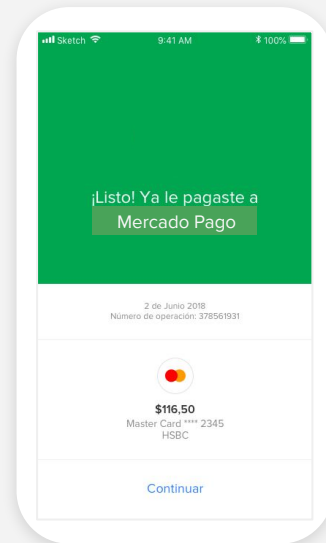 Sketch 9:41 AM 100%
¡Listo! Ya le pagaste a
Mercado Pago
2 de Junio 2018
Número de operación: 378561931
$116,50
Master Card **** 2345
HSBC
Continuar